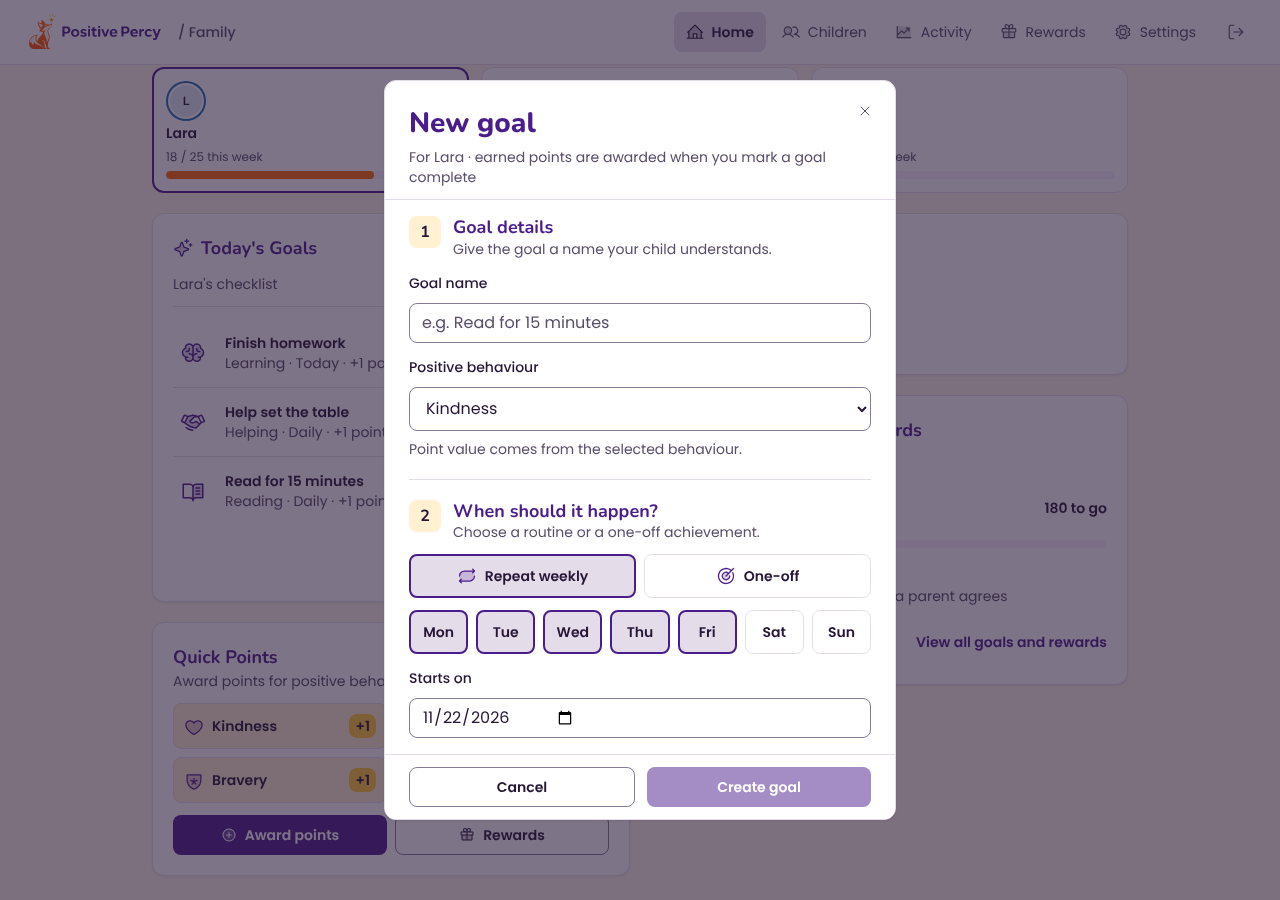 Positive Percy / Family
Home
Children
Activity
Rewards
Settings
L
Lara
18 / 25 this week
Today's Goals
Lara's checklist
Finish homework
Learning · Today · +1
Help set the table
Helping · Daily · +1 point
Read for 15 minutes
Reading · Daily · +1
Quick Points
Award points for positive
Kindness +1
Bravery +1
Award points
Rewards
New goal
For Lara · earned points are awarded when you mark a goal
complete
1 Goal details
Give the goal a name your child understands.
Goal name
e.g. Read for 15 minutes
Positive behaviour
Kindness
Point value comes from the selected behaviour.
2 When should it happen?
Choose a routine or a one-off achievement.
Repeat weekly
One-off
Mon Tue Wed Thu Fri Sat Sun
Starts on
11/22/2026
Cancel
Create goal
180 to go
a parent agrees
View all goals and rewards